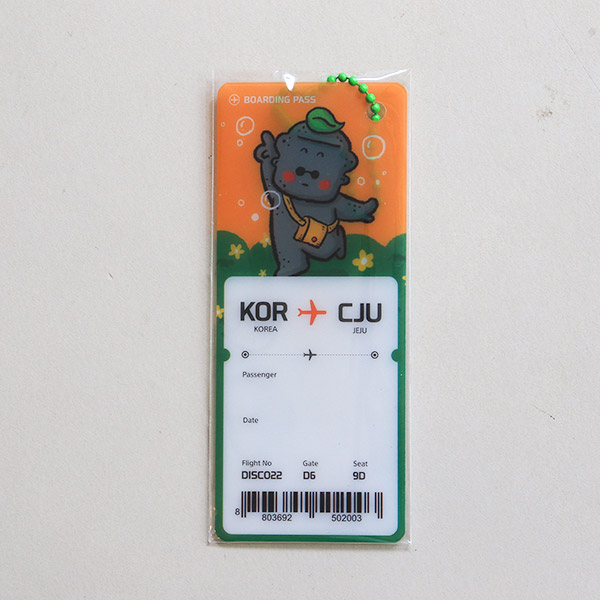 BOARDING PASS
KOR CJU
KOREA JEJU
Passenger
Date
Flight No Gate Seat
DISC022 D6 9D
8 803692 502003